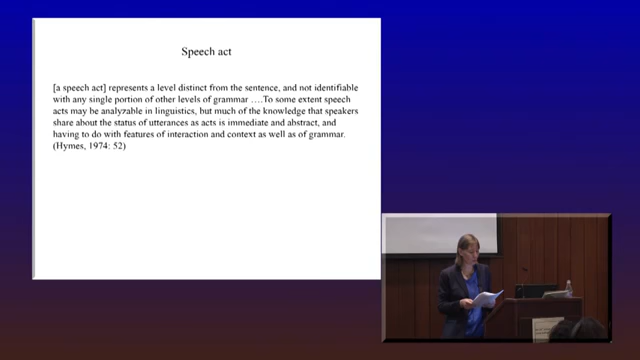 Speech act
[a speech act] represents a level distinct from the sentence, and not identifiable
with any single portion of other levels of grammar ….To some extent speech
acts may be analyzable in linguistics, but much of the knowledge that speakers
share about the status of utterances as acts is immediate and abstract, and
having to do with features of interaction and context as well as of grammar.
(Hymes, 1974: 52)